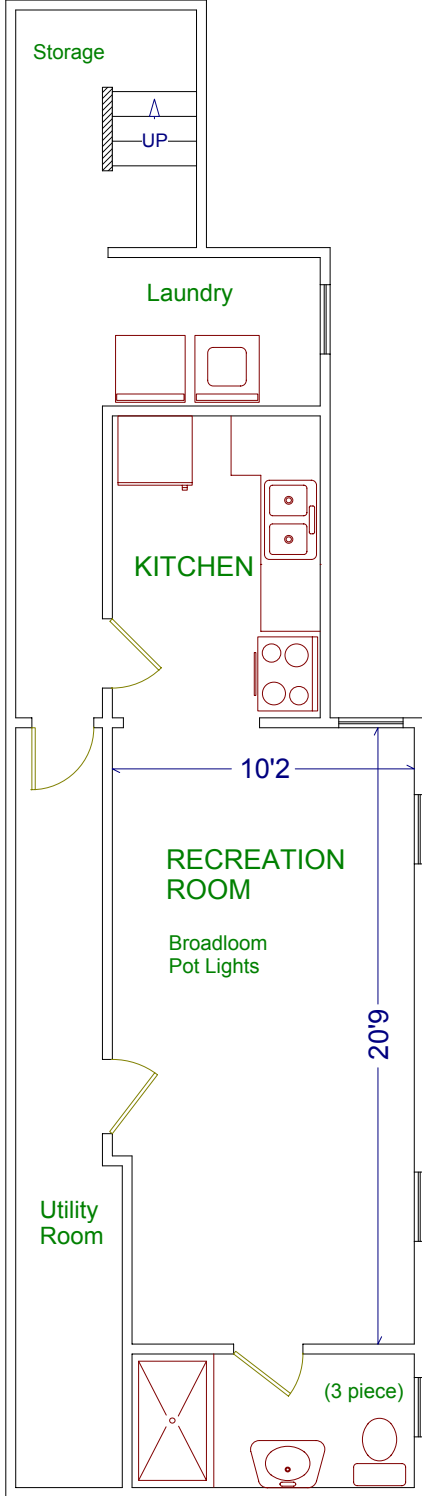 Storage
UP
Laundry
KITCHEN
10'2
RECREATION
ROOM
Broadloom
Pot Lights
20'9
Utility
Room
(3 piece)